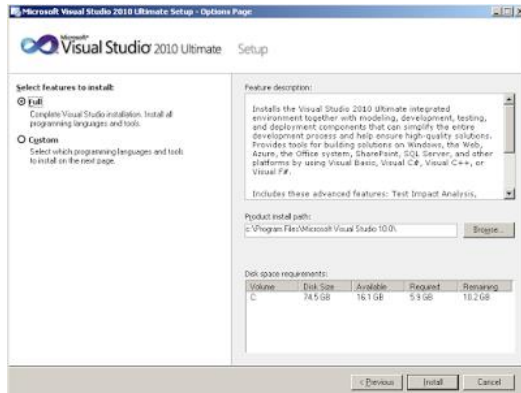 Microsoft Visual Studio 2010 Ultimate Setup - Options Page
Microsoft
Visual Studio 2010 Ultimate Setup
Select features to install:
Full
Complete Visual Studio installation. Install all
programming languages and tools.
Custom
Select which programming languages and tools
to install on the next page.
Feature description:
Installs the Visual Studio 2010 Ultimate integrated
environment together with modeling, development, testing,
and deployment components that can simplify the entire
development process and help ensure high-quality solutions.
Provides tools for building solutions on Windows, the Web,
Azure, the Office system, SharePoint, SQL Server, and other
platforms by using Visual Basic, Visual C#, Visual C++, or
Visual F#.
Includes these advanced features: Test Impact Analysis,
Product install path:
c:\Program Files\Microsoft Visual Studio 10.0\
Browse...
Disk space requirements:
Volume Disk Size Available Required Remaining
C: 74.5 GB 16.1 GB 5.9 GB 10.2 GB
< Previous Install Cancel